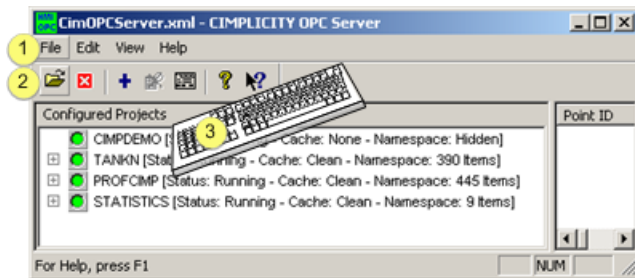 CimOPCServer.xml - CIMPLICITY OPC Server
1 File Edit View Help
2
Configured Projects
Point ID
3
CIMPDEMO [S ning - Cache: None - Namespace: Hidden]
TANKN [Stat ning - Cache: Clean - Namespace: 390 Items]
PROFCIMP [Status: Running - Cache: Clean - Namespace: 445 Items]
STATISTICS [Status: Running - Cache: Clean - Namespace: 9 Items]
For Help, press F1
NUM